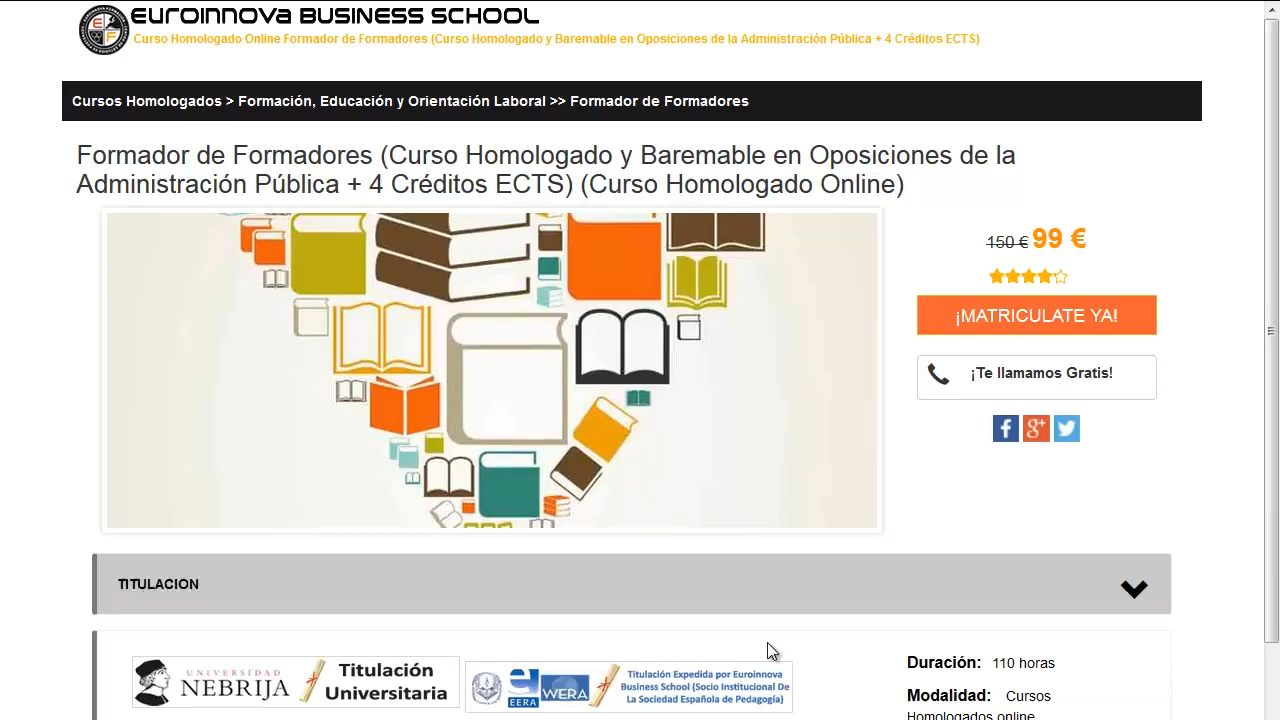 EUROINNOVA BUSINESS SCHOOL
Curso Homologado Online Formador de Formadores (Curso Homologado y Baremable en Oposiciones de la Administración Pública + 4 Créditos ECTS)
Cursos Homologados > Formación, Educación y Orientación Laboral >> Formador de Formadores
Formador de Formadores (Curso Homologado y Baremable en Oposiciones de la
Administración Pública + 4 Créditos ECTS) (Curso Homologado Online)
150 € 99 €
¡MATRICULATE YA!
¡Te llamamos Gratis!
TITULACION
UNIVERSIDAD
NEBRIJA
Titulación
Universitaria
EERA
WERA
Titulación Expedida por Euroinnova
Business School (Socio Institucional De
La Sociedad Española de Pedagogía)
Duración: 110 horas
Modalidad: Cursos
Homologados online